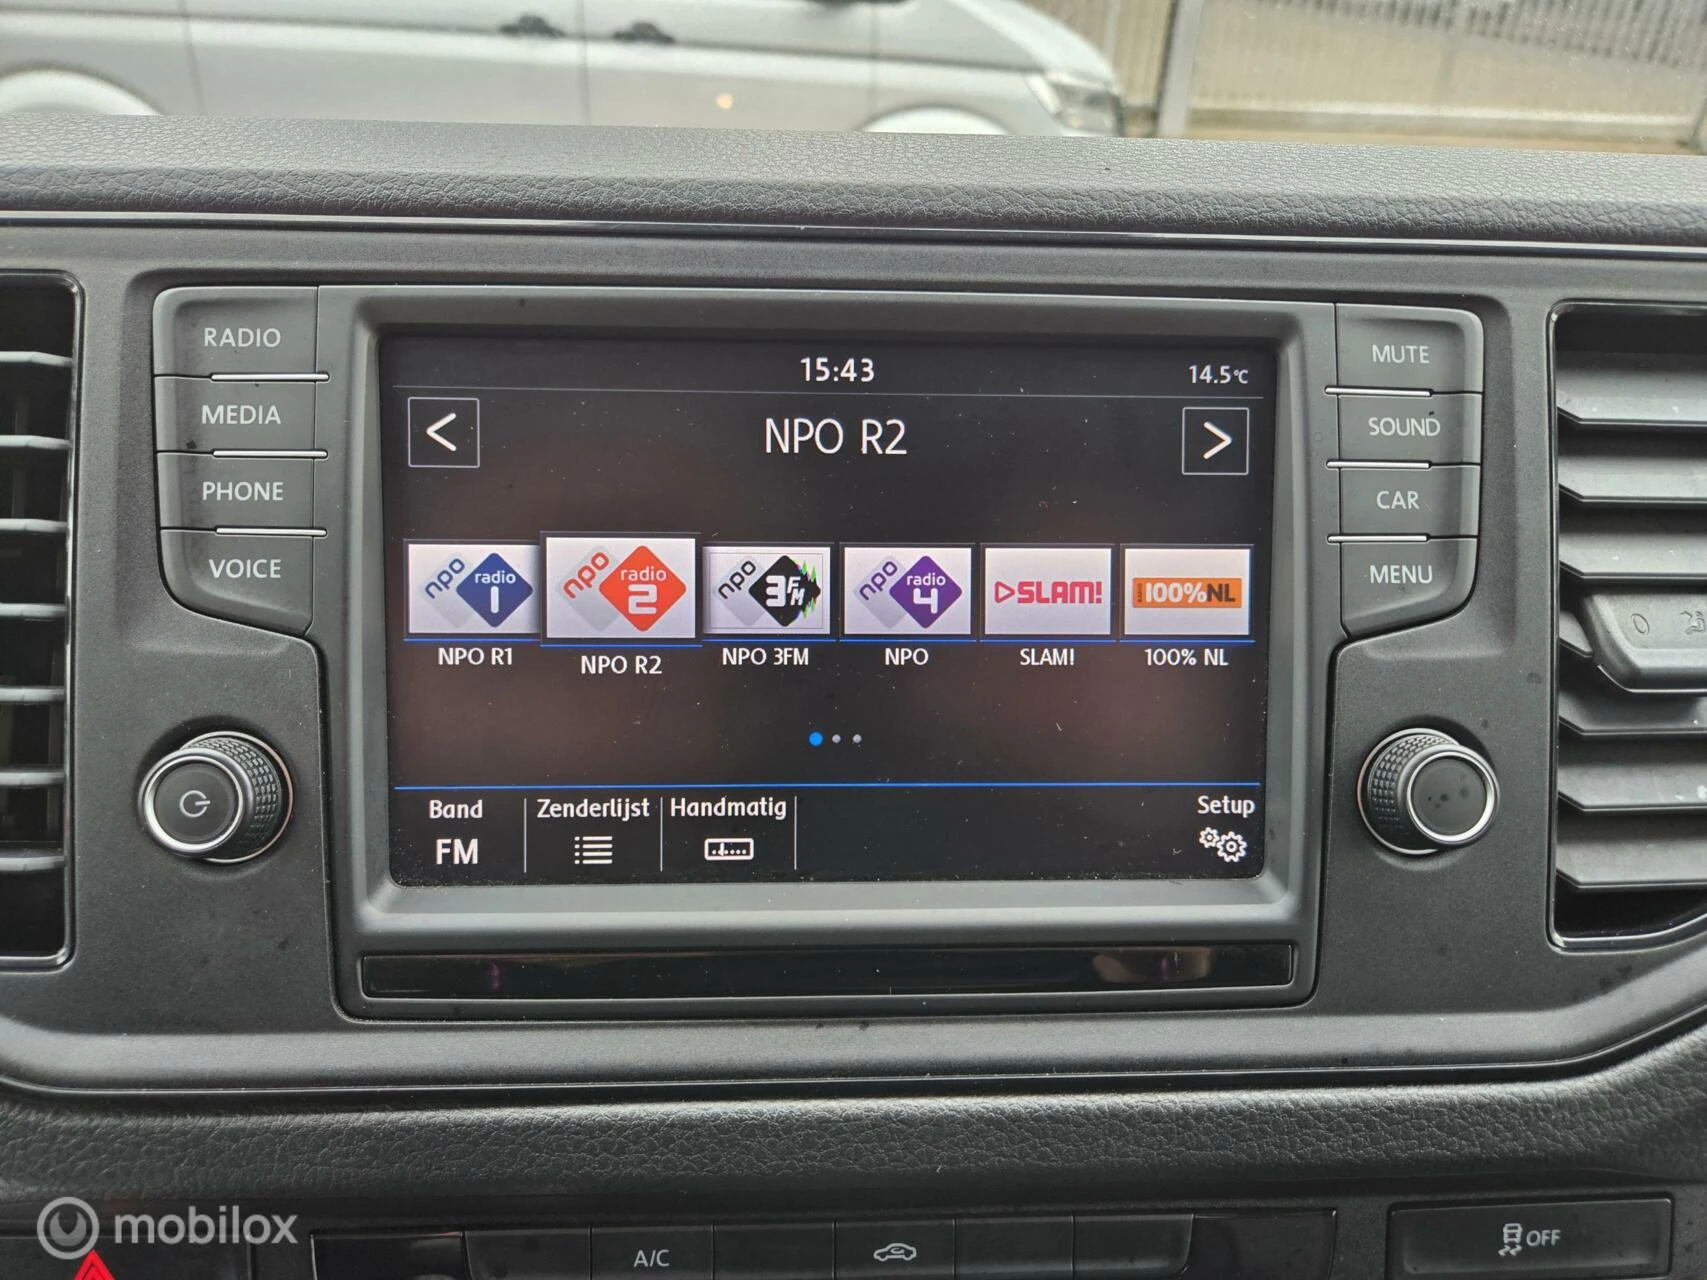 RADIO
MEDIA
PHONE
VOICE
15:43
14.5°C
<
NPO R2
>
npo radio 1
npo radio 2
npo 3FM
npo radio 4
SLAM!
RADIO 100%NL
NPO R1
NPO R2
NPO 3FM
NPO
SLAM!
100% NL
Band
Zenderlijst
Handmatig
Setup
FM
MUTE
SOUND
CAR
MENU
0
mobilox
A/C
OFF